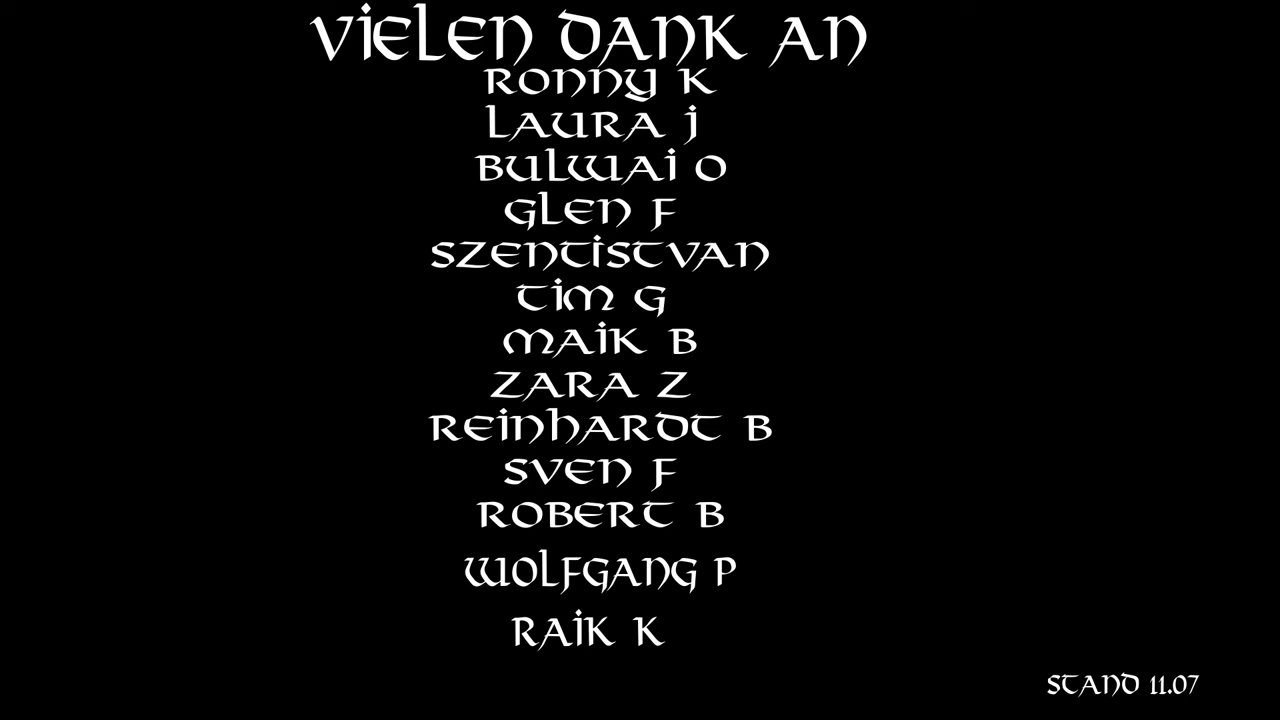 Vielen Dank an
Ronny K
Laura J
Bulwai O
Glen F
Szentistvan
Tim G
Maik B
Zara Z
Reinhardt B
Sven F
Robert B
Wolfgang P
Raik K
Stand 11.07